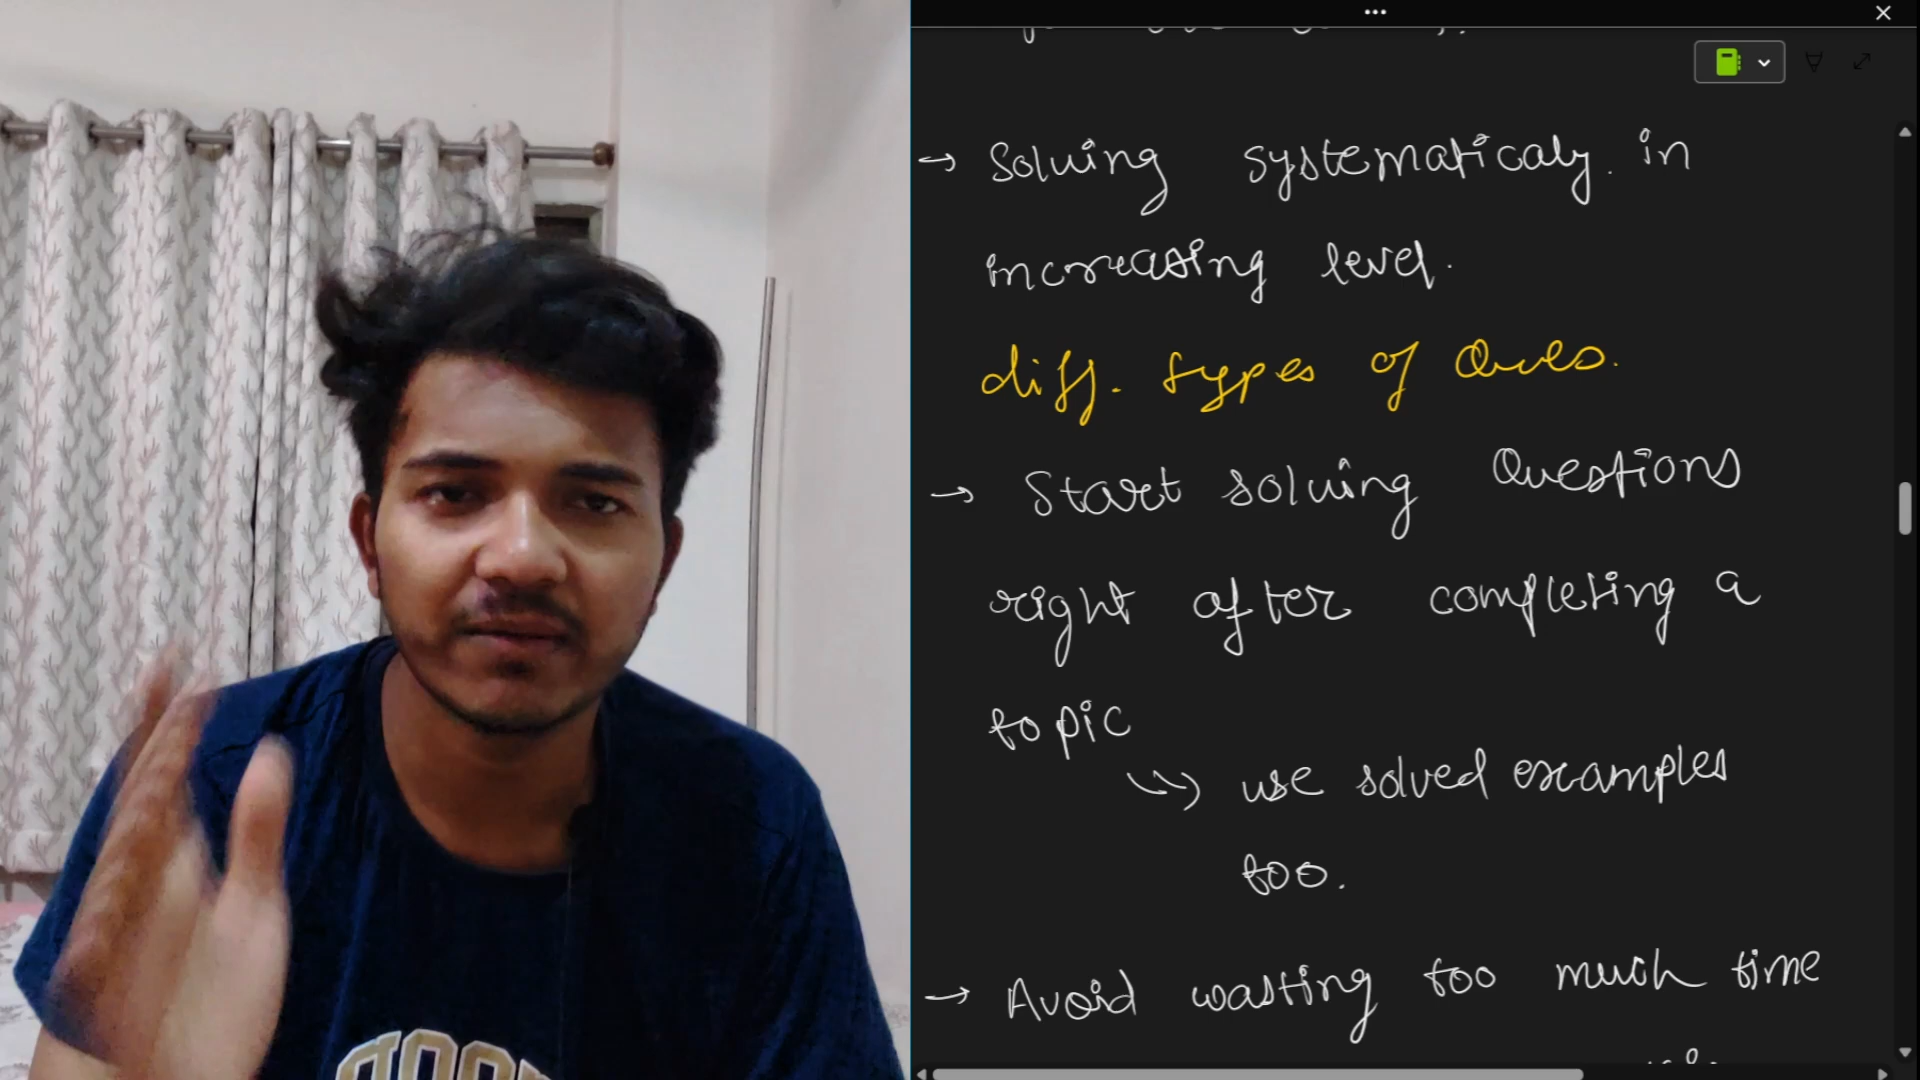 → Solving systematicaly. in
increasing level.
diff. types of Ques.
→ Start solving Questions
right after completing a
topic
↪ use solved examples
too.
→ Avoid wasting too much time